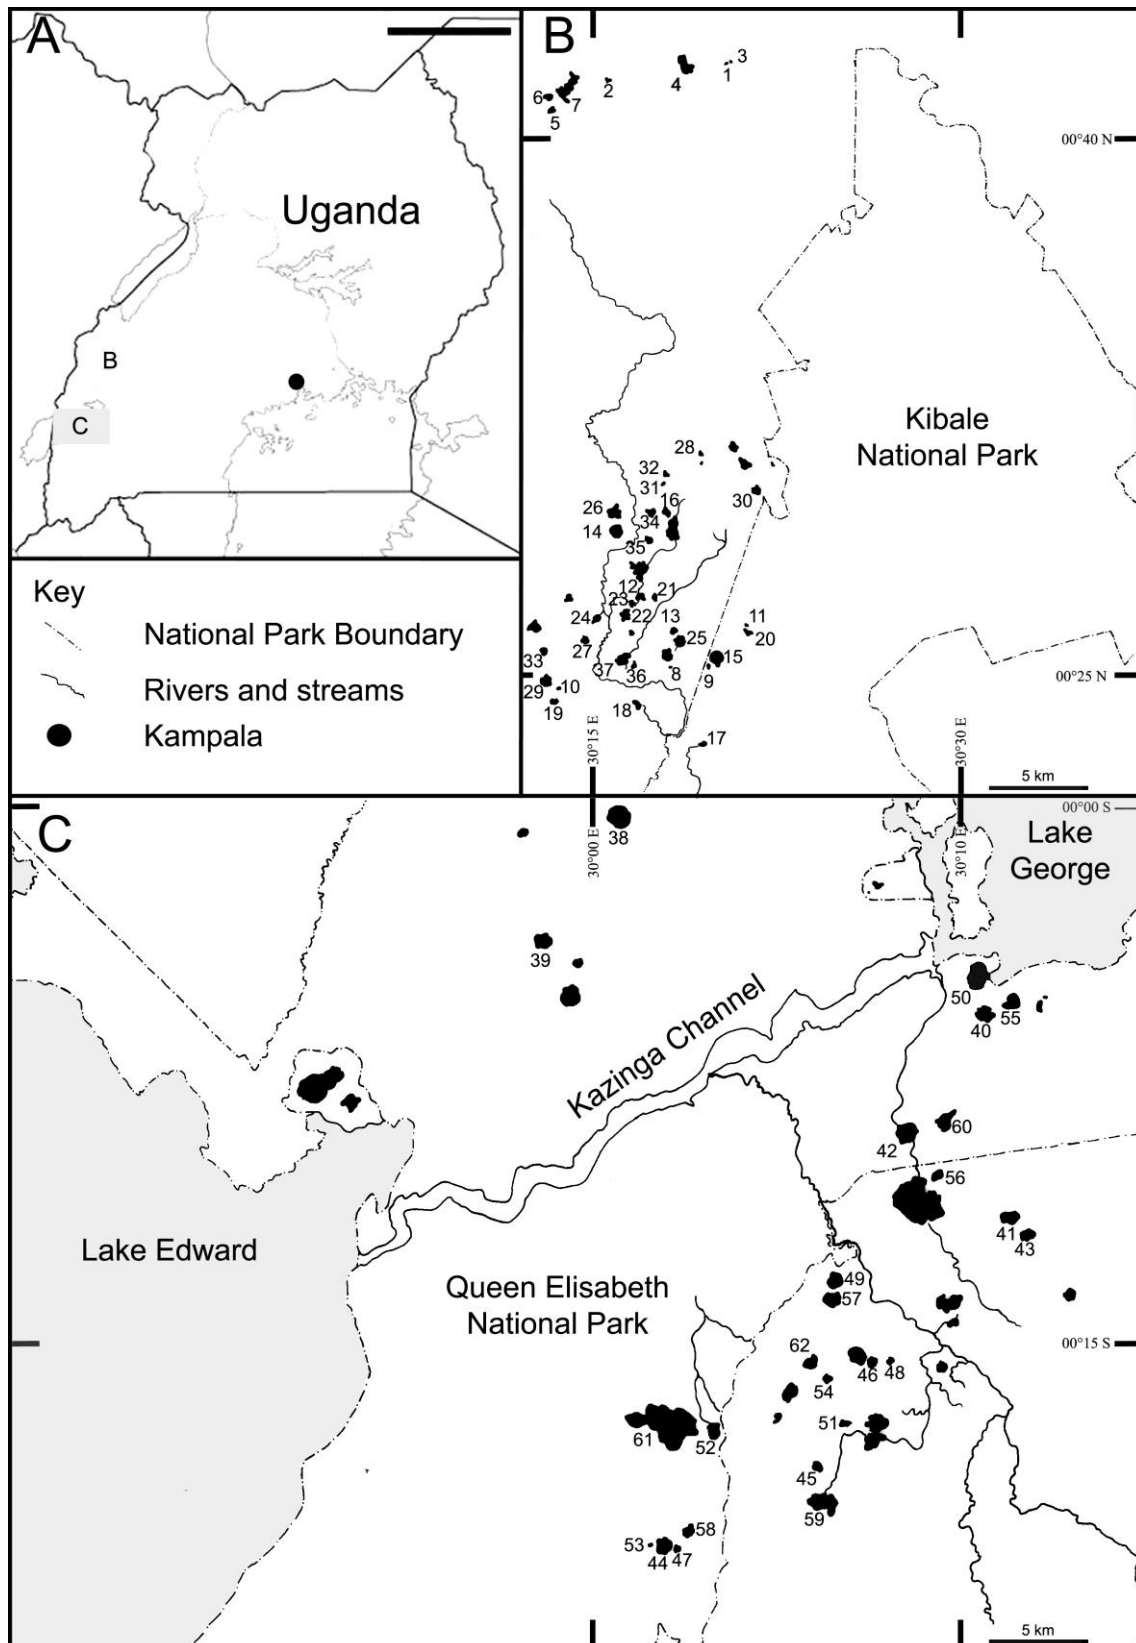 A
Uganda
B
C
Key
National Park Boundary
Rivers and streams
Kampala
B
3
1
4
2
6
7
5
00°40 N
Kibale
National Park
28
32
31
30
16
26
34
14
35
12
21
23
22
13
11
24
25
20
27
15
33
37
36
8
9
29
10
19
18
17
00°25 N
30°15 E
30°30 E
5 km
C
38
30°00 E
30°10 E
00°00 S
Lake
George
39
50
40
55
Kazinga Channel
60
42
56
41
43
Lake Edward
Queen Elisabeth
National Park
49
57
00°15 S
62
46
48
54
51
61
52
45
59
58
53
44
47
5 km